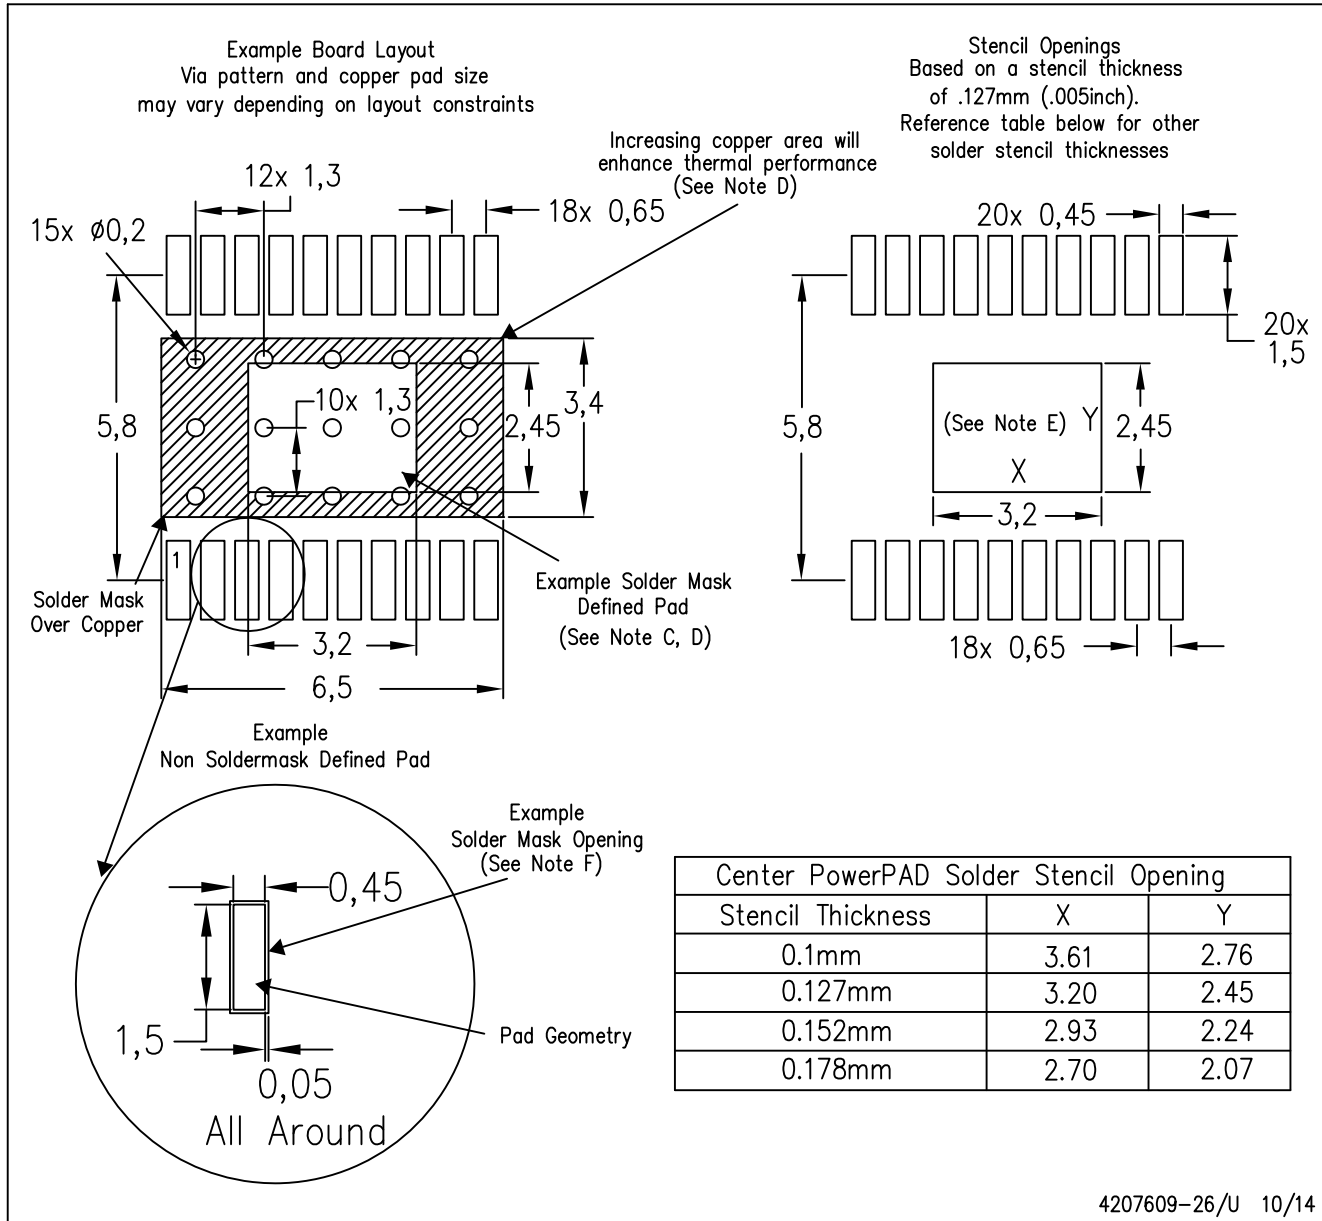 Example Board Layout
Via pattern and copper pad size
may vary depending on layout constraints
Stencil Openings
Based on a stencil thickness
of .127mm (.005inch).
Reference table below for other
solder stencil thicknesses
Increasing copper area will
enhance thermal performance
(See Note D)
12x 1,3
18x 0,65
15x Ø0,2
5,8
10x 1,3
2,45
3,4
1
Solder Mask
Over Copper
Example Solder Mask
Defined Pad
(See Note C, D)
3,2
6,5
20x 0,45
20x
1,5
5,8
(See Note E)
Y
X
2,45
3,2
18x 0,65
Example
Non Soldermask Defined Pad
Example
Solder Mask Opening
(See Note F)
0,45
1,5
Pad Geometry
0,05
All Around
Center PowerPAD Solder Stencil Opening
Stencil Thickness X Y
0.1mm 3.61 2.76
0.127mm 3.20 2.45
0.152mm 2.93 2.24
0.178mm 2.70 2.07
4207609-26/U 10/14